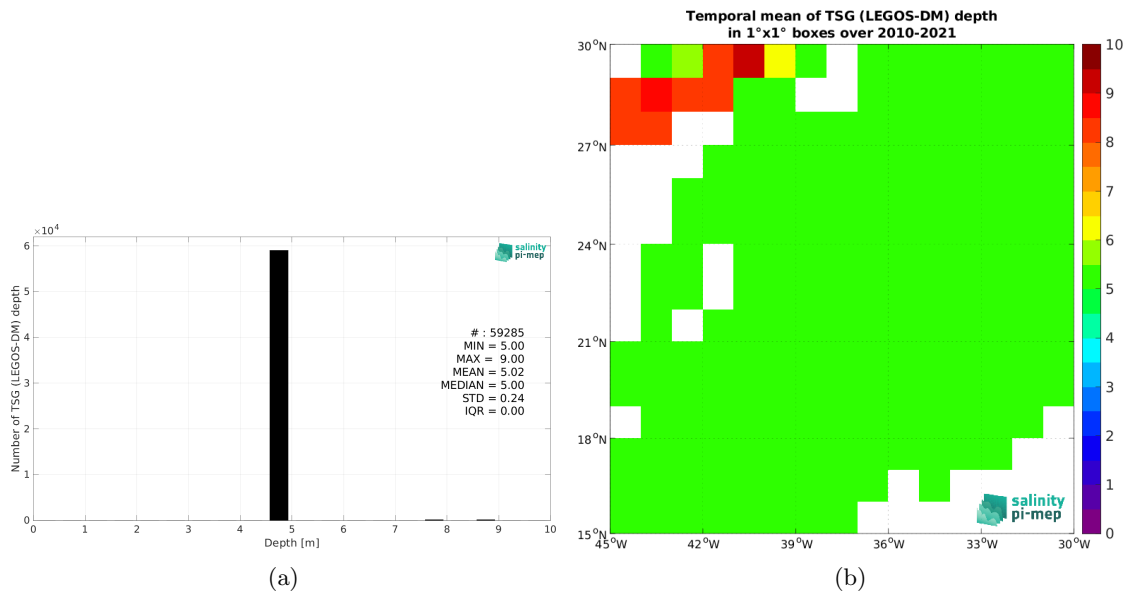 ×10⁴
6
5
4
3
2
1
0
Number of TSG (LEGOS-DM) depth
salinity
pi-mep
# : 59285
MIN = 5.00
MAX = 9.00
MEAN = 5.02
MEDIAN = 5.00
STD = 0.24
IQR = 0.00
0 1 2 3 4 5 6 7 8 9 10
Depth [m]
(a)
Temporal mean of TSG (LEGOS-DM) depth
in 1°x1° boxes over 2010-2021
30°N
27°N
24°N
21°N
18°N
15°N
45°W 42°W 39°W 36°W 33°W 30°W
salinity
pi-mep
10
9
8
7
6
5
4
3
2
1
0
(b)